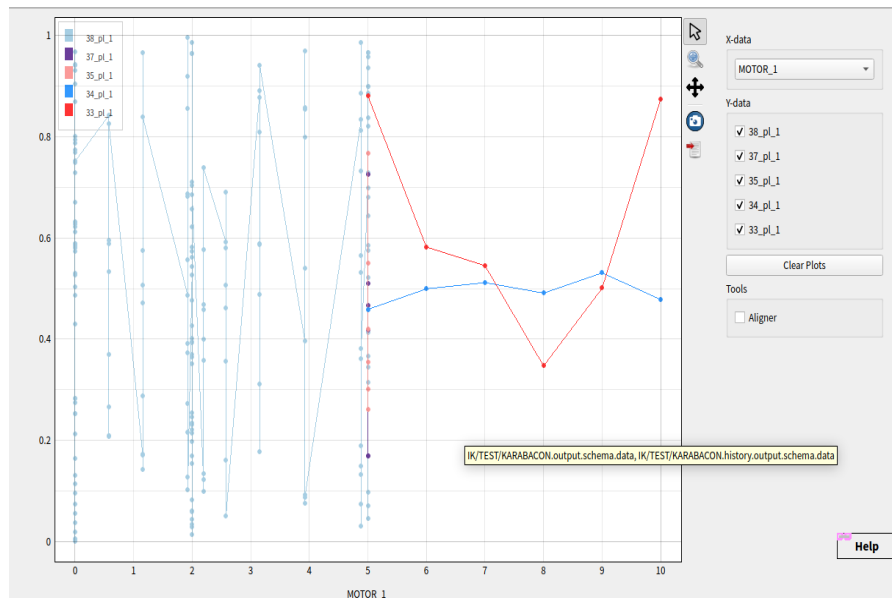 38_pl_1
37_pl_1
35_pl_1
34_pl_1
33_pl_1
1
0.8
0.6
0.4
0.2
0
0 1 2 3 4 5 6 7 8 9 10
MOTOR_1
X-data
MOTOR_1
Y-data
38_pl_1
37_pl_1
35_pl_1
34_pl_1
33_pl_1
Clear Plots
Tools
Aligner
IK/TEST/KARABACON.output.schema.data, IK/TEST/KARABACON.history.output.schema.data
Help